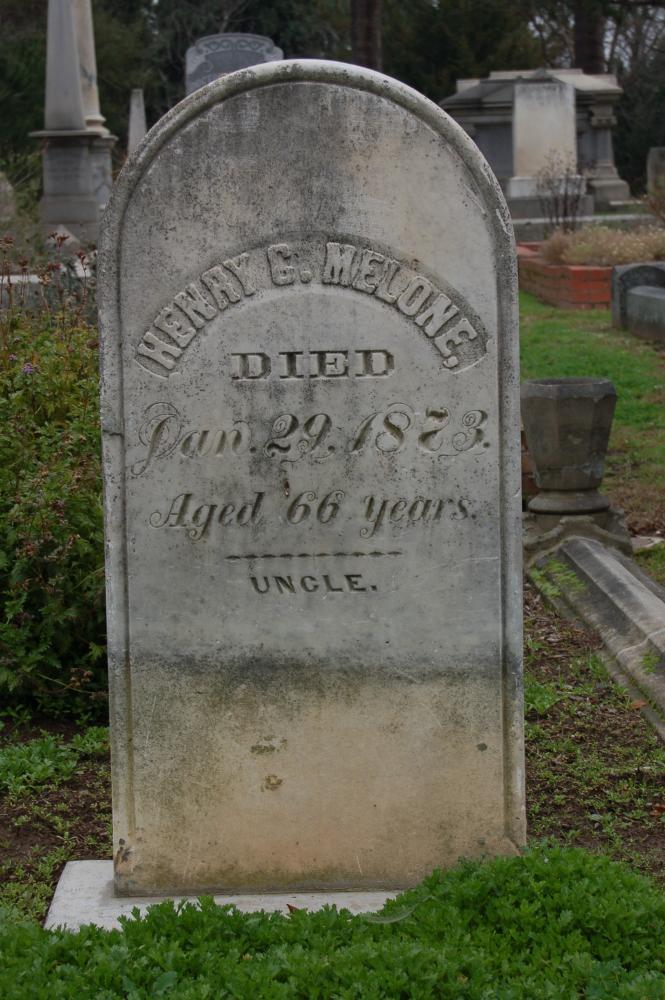 HENRY C. MELONE,
DIED
Jan. 29. 1873.
Aged 66 years.
UNCLE.